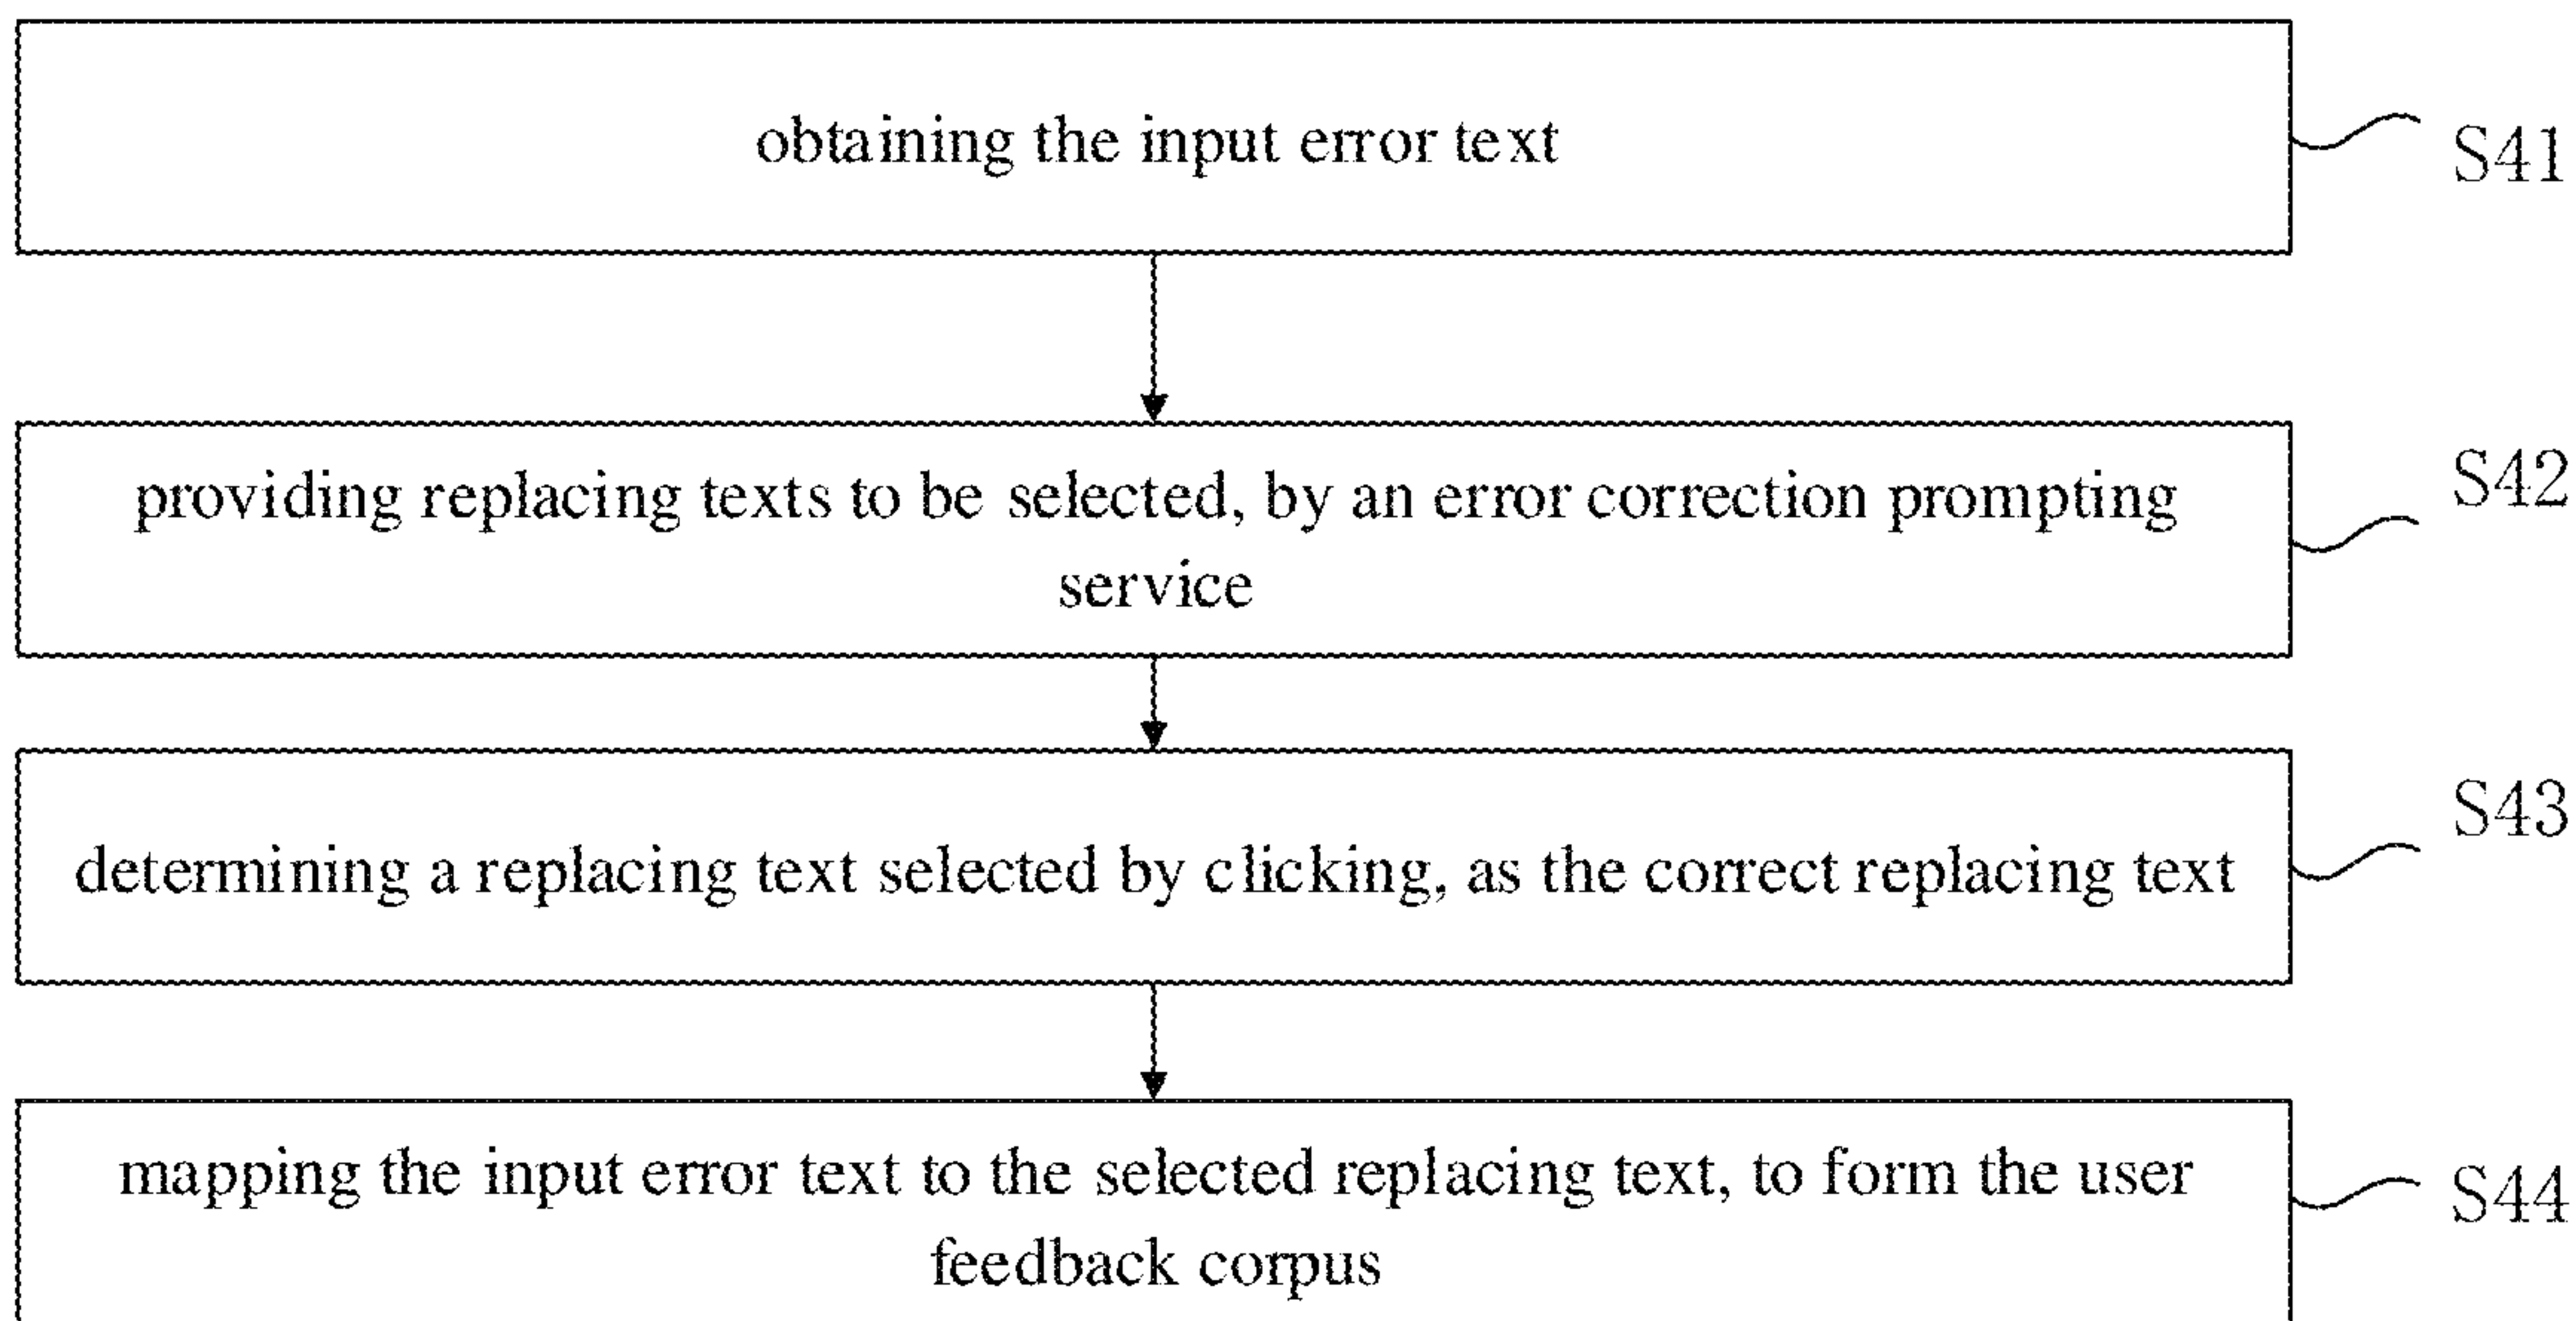 obtaining the input error text
S41
providing replacing texts to be selected, by an error correction prompting
service
S42
determining a replacing text selected by clicking, as the correct replacing text
S43
mapping the input error text to the selected replacing text, to form the user
feedback corpus
S44